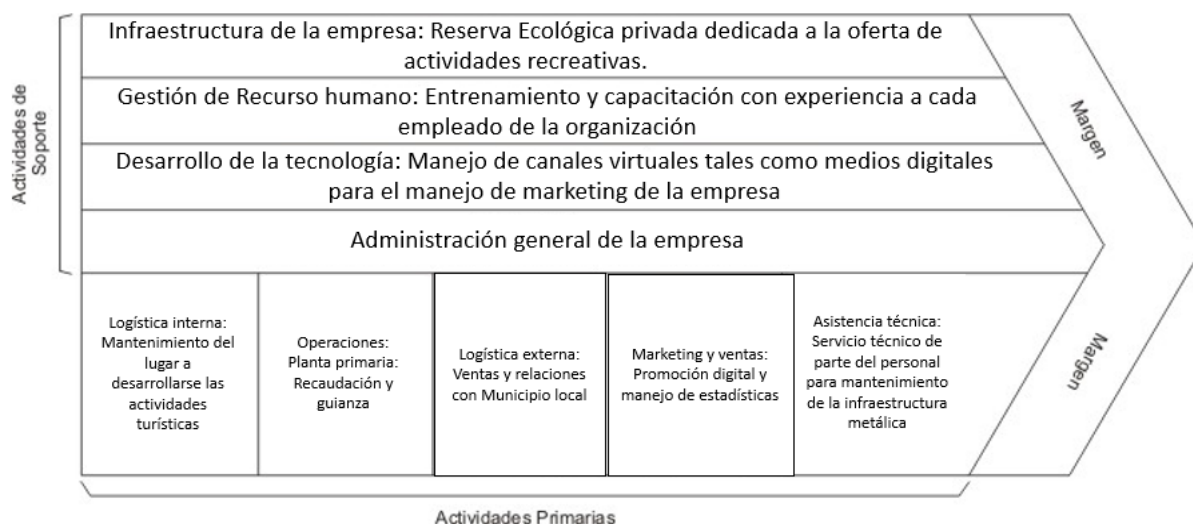 Infraestructura de la empresa: Reserva Ecológica privada dedicada a la oferta de
actividades recreativas.
Gestión de Recurso humano: Entrenamiento y capacitación con experiencia a cada
empleado de la organización
Desarrollo de la tecnología: Manejo de canales virtuales tales como medios digitales
para el manejo de marketing de la empresa
Administración general de la empresa
Actividades de
Soporte
Margen
Logística interna:
Mantenimiento del
lugar a
desarrollarse las
actividades
turísticas
Operaciones:
Planta primaria:
Recaudación y
guianza
Logística externa:
Ventas y relaciones
con Municipio local
Marketing y ventas:
Promoción digital y
manejo de estadísticas
Asistencia técnica:
Servicio técnico de
parte del personal
para mantenimiento
de la infraestructura
metálica
Margen
Actividades Primarias